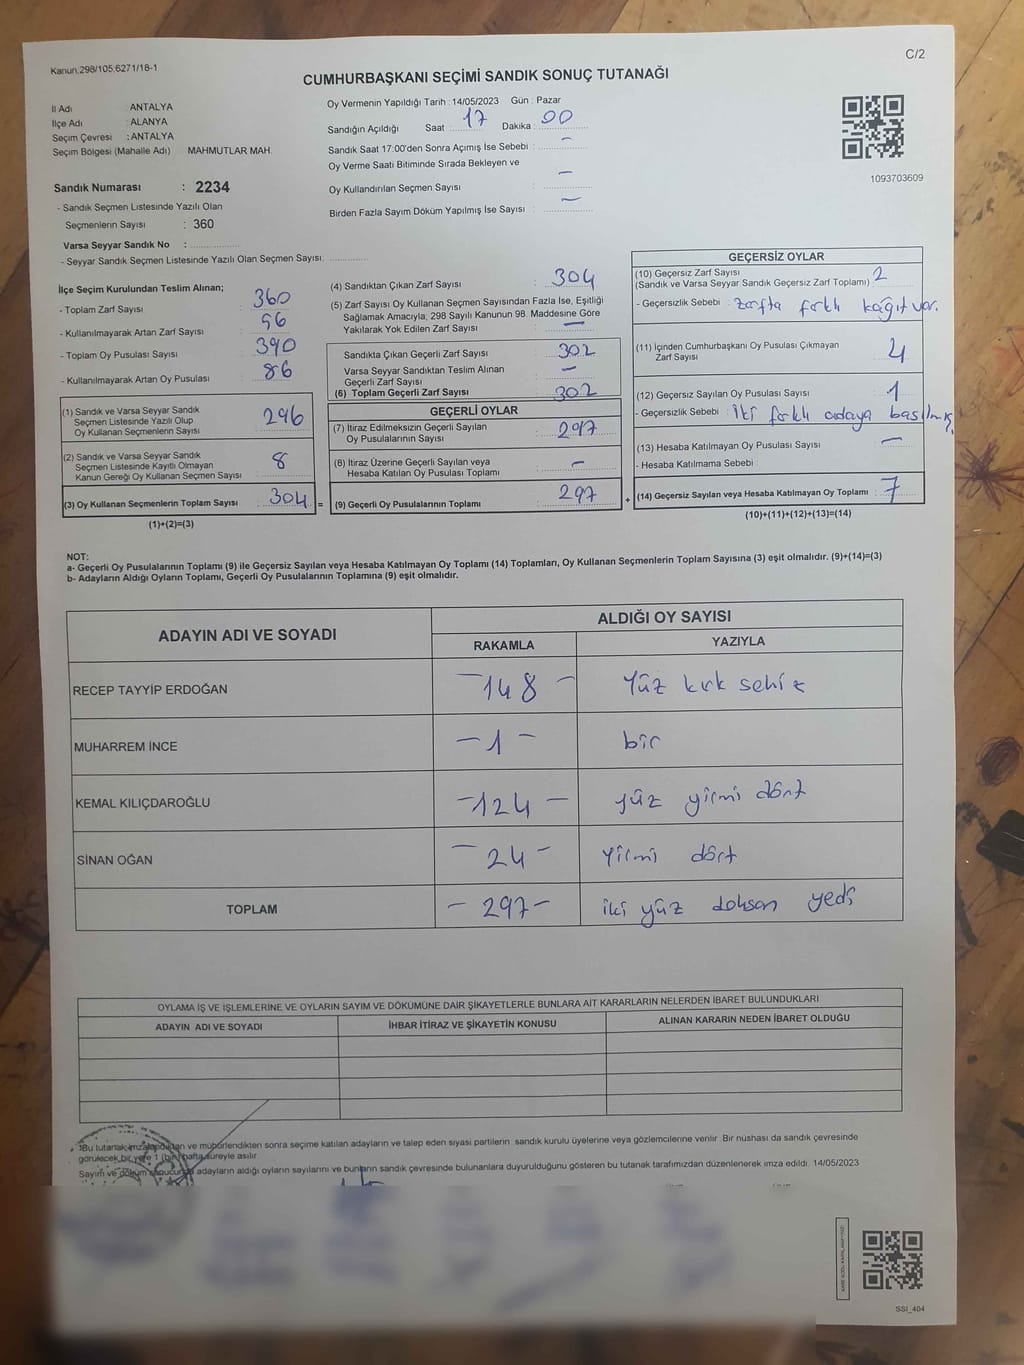 Kanun,298/105,6271/18-1
C/2
CUMHURBAŞKANI SEÇİMİ SANDIK SONUÇ TUTANAĞI
İl Adı : ANTALYA
İlçe Adı : ALANYA
Seçim Çevresi : ANTALYA
Seçim Bölgesi (Mahalle Adı) MAHMUTLAR MAH.
Sandık Numarası : 2234
- Sandık Seçmen Listesinde Yazılı Olan
Seçmenlerin Sayısı : 360
Varsa Seyyar Sandık No :
- Seyyar Sandık Seçmen Listesinde Yazılı Olan Seçmen Sayısı:
Oy Vermenin Yapıldığı Tarih : 14/05/2023 Gün : Pazar
Sandığın Açıldığı Saat : 17 Dakika : 00
Sandık Saat 17:00'den Sonra Açımış İse Sebebi : —
Oy Verme Saati Bitiminde Sırada Bekleyen ve
Oy Kullandırılan Seçmen Sayısı : —
Birden Fazla Sayım Döküm Yapılmış İse Sayısı : —
1093703609
İlçe Seçim Kurulundan Teslim Alınan;
- Toplam Zarf Sayısı : 360
- Kullanılmayarak Artan Zarf Sayısı : 56
- Toplam Oy Pusulası Sayısı : 390
- Kullanılmayarak Artan Oy Pusulası : 86
(1) Sandık ve Varsa Seyyar Sandık
Seçmen Listesinde Yazılı Olup
Oy Kullanan Seçmenlerin Sayısı : 296
(2) Sandık ve Varsa Seyyar Sandık
Seçmen Listesinde Kayıtlı Olmayan
Kanun Gereği Oy Kullanan Seçmen Sayısı : 8
(3) Oy Kullanan Seçmenlerin Toplam Sayısı : 304 =
(1)+(2)=(3)
(4) Sandıktan Çıkan Zarf Sayısı : 304
(5) Zarf Sayısı Oy Kullanan Seçmen Sayısından Fazla İse, Eşitliği
Sağlamak Amacıyla; 298 Sayılı Kanunun 98. Maddesine Göre
Yakılarak Yok Edilen Zarf Sayısı : —
Sandıkta Çıkan Geçerli Zarf Sayısı : 302
Varsa Seyyar Sandıktan Teslim Alınan
Geçerli Zarf Sayısı : —
(6) Toplam Geçerli Zarf Sayısı : 302
GEÇERLİ OYLAR
(7) İtiraz Edilmeksizin Geçerli Sayılan
Oy Pusulalarının Sayısı : 297
(8) İtiraz Üzerine Geçerli Sayılan veya
Hesaba Katılan Oy Pusulası Toplamı : —
(9) Geçerli Oy Pusulalarının Toplamı : 297 +
GEÇERSİZ OYLAR
(10) Geçersiz Zarf Sayısı
(Sandık ve Varsa Seyyar Sandık Geçersiz Zarf Toplamı) : 2
- Geçersizlik Sebebi : Zarfta farklı kağıt var.
(11) İçinden Cumhurbaşkanı Oy Pusulası Çıkmayan
Zarf Sayısı : 4
(12) Geçersiz Sayılan Oy Pusulası Sayısı : 1
- Geçersizlik Sebebi : İki farklı adaya basılmış.
(13) Hesaba Katılmayan Oy Pusulası Sayısı : —
- Hesaba Katılmama Sebebi :
(14) Geçersiz Sayılan veya Hesaba Katılmayan Oy Toplamı : 7
(10)+(11)+(12)+(13)=(14)
NOT:
a- Geçerli Oy Pusulalarının Toplamı (9) ile Geçersiz Sayılan veya Hesaba Katılmayan Oy Toplamı (14) Toplamları, Oy Kullanan Seçmenlerin Toplam Sayısına (3) eşit olmalıdır. (9)+(14)=(3)
b- Adayların Aldığı Oyların Toplamı, Geçerli Oy Pusulalarının Toplamına (9) eşit olmalıdır.
ADAYIN ADI VE SOYADI ALDIĞI OY SAYISI
RAKAMLA YAZIYLA
RECEP TAYYİP ERDOĞAN —148— Yüz kırk sekiz
MUHARREM İNCE —1— bir
KEMAL KILIÇDAROĞLU —124— yüz yirmi dört
SİNAN OĞAN —24— Yirmi dört
TOPLAM —297— iki yüz doksan yedi
OYLAMA İŞ VE İŞLEMLERİNE VE OYLARIN SAYIM VE DÖKÜMÜNE DAİR ŞİKAYETLERLE BUNLARA AİT KARARLARIN NELERDEN İBARET BULUNDUKLARI
ADAYIN ADI VE SOYADI İHBAR İTİRAZ VE ŞİKAYETİN KONUSU ALINAN KARARIN NEDEN İBARET OLDUĞU
*Bu tutanak imzalandıktan ve mühürlendikten sonra seçime katılan adayların ve talep eden siyasi partilerin sandık kurulu üyelerine veya gözlemcilerine verilir. Bir nüshası da sandık çevresinde
görülecek bir yere 1 (bir) hafta süreyle asılır.
Sayım ve döküm sonucunda adayların aldığı oyların sayılarını ve bunların sandık çevresinde bulunanlara duyurulduğunu gösteren bu tutanak tarafımızdan düzenlenerek imza edildi. 14/05/2023
SSI_404